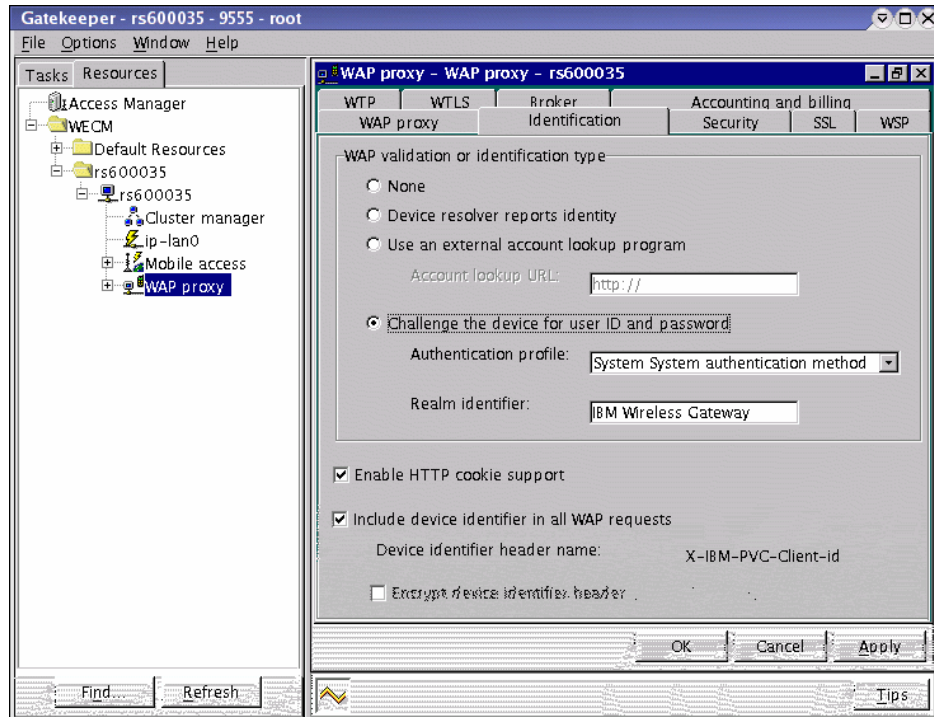 Gatekeeper - rs600035 - 9555 - root
File Options Window Help
Tasks Resources
Access Manager
WECM
Default Resources
rs600035
rs600035
Cluster manager
ip-lan0
Mobile access
WAP proxy
Find... Refresh
WAP proxy - WAP proxy - rs600035
WTP WTLS Broker Accounting and billing
WAP proxy Identification Security SSL WSP
WAP validation or identification type
None
Device resolver reports identity
Use an external account lookup program
Account lookup URL: http://
Challenge the device for user ID and password
Authentication profile: System System authentication method
Realm identifier: IBM Wireless Gateway
Enable HTTP cookie support
Include device identifier in all WAP requests
Device identifier header name: X-IBM-PVC-Client-id
Encrypt device identifier header
OK Cancel Apply
Tips